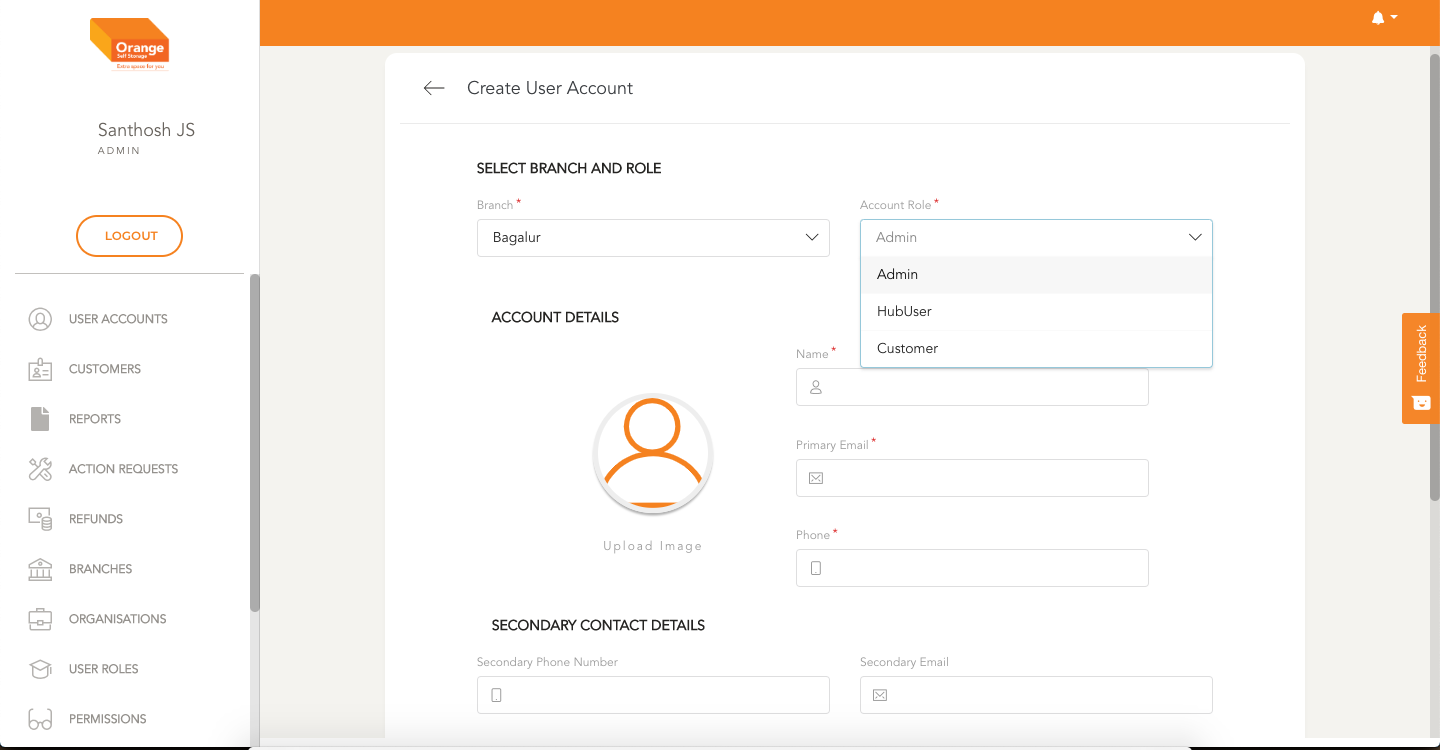 Orange
Self Storage
Extra space for you
Santhosh JS
ADMIN
LOGOUT
USER ACCOUNTS
CUSTOMERS
REPORTS
ACTION REQUESTS
REFUNDS
BRANCHES
ORGANISATIONS
USER ROLES
PERMISSIONS
Create User Account
SELECT BRANCH AND ROLE
Branch *
Account Role *
Bagalur
Admin
Admin
HubUser
Customer
ACCOUNT DETAILS
Name *
Primary Email *
Phone *
Upload Image
SECONDARY CONTACT DETAILS
Secondary Phone Number
Secondary Email
Feedback